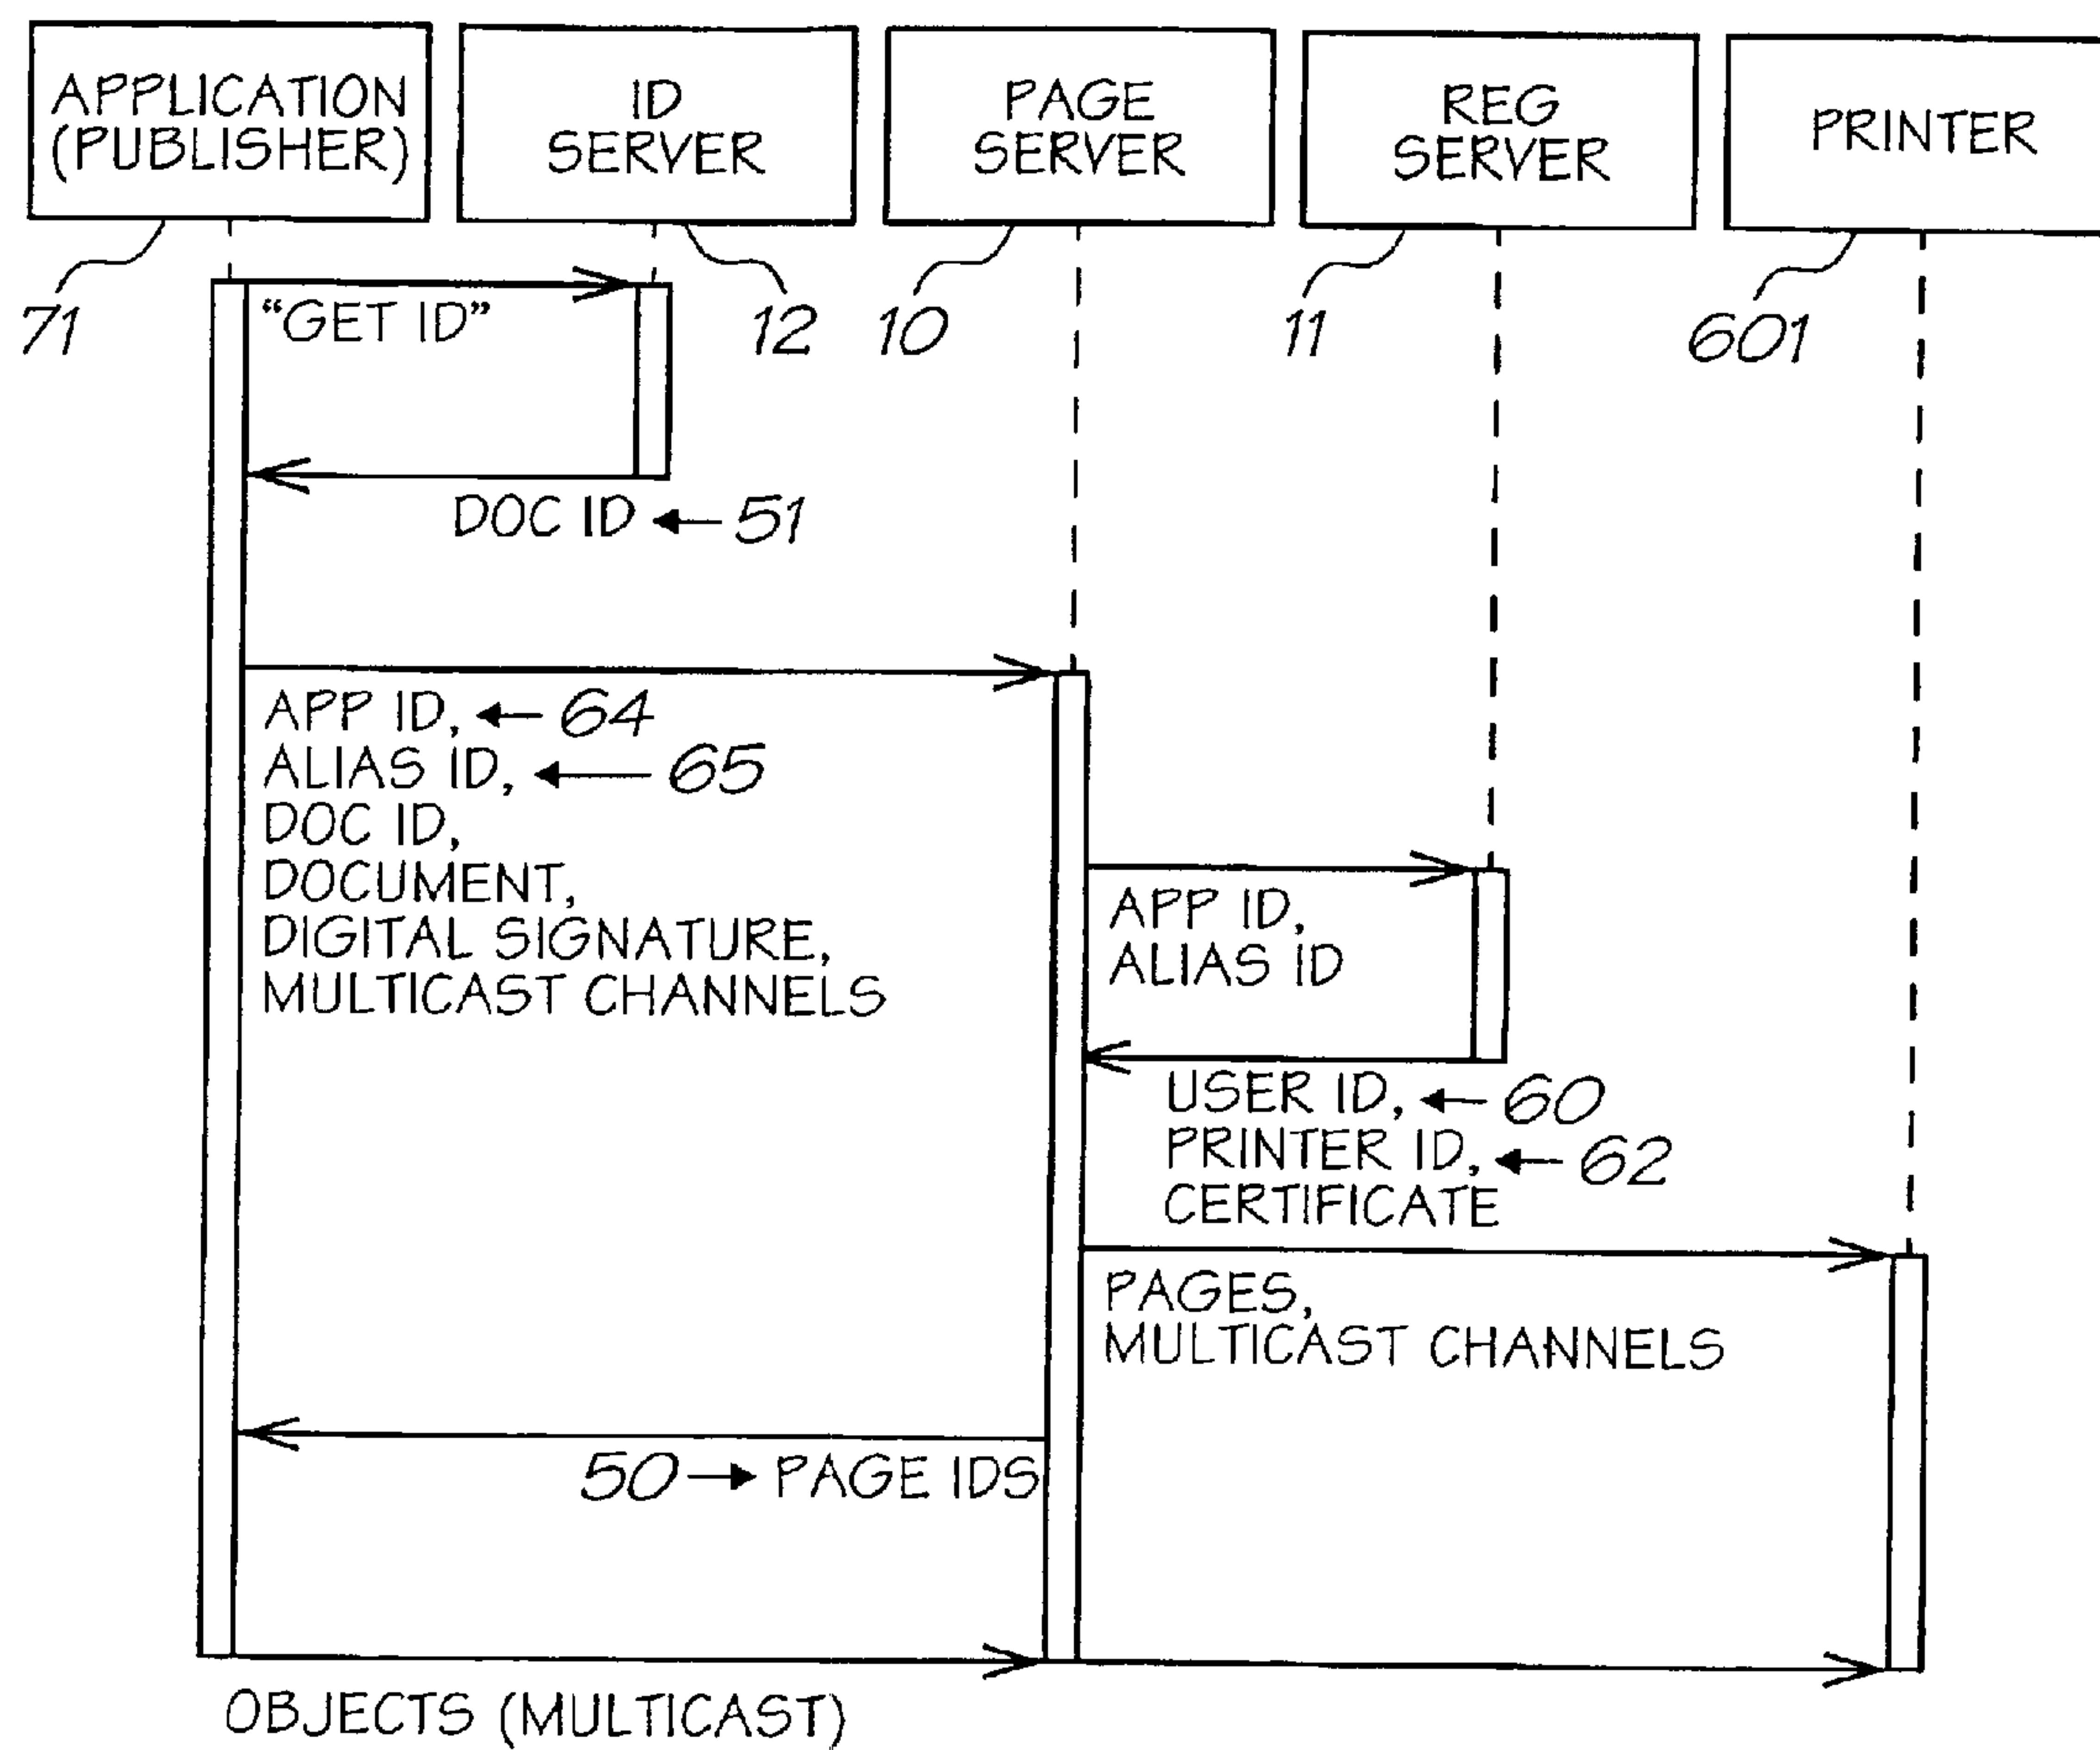 APPLICATION
(PUBLISHER)
ID
SERVER
PAGE
SERVER
REG
SERVER
PRINTER
71
12
10
11
601
“GET ID”
DOC ID
51
APP ID,
64
ALIAS ID,
65
DOC ID,
DOCUMENT,
DIGITAL SIGNATURE,
MULTICAST CHANNELS
APP ID,
ALIAS ID
USER ID,
60
PRINTER ID,
62
CERTIFICATE
PAGES,
MULTICAST CHANNELS
50
PAGE IDS
OBJECTS (MULTICAST)